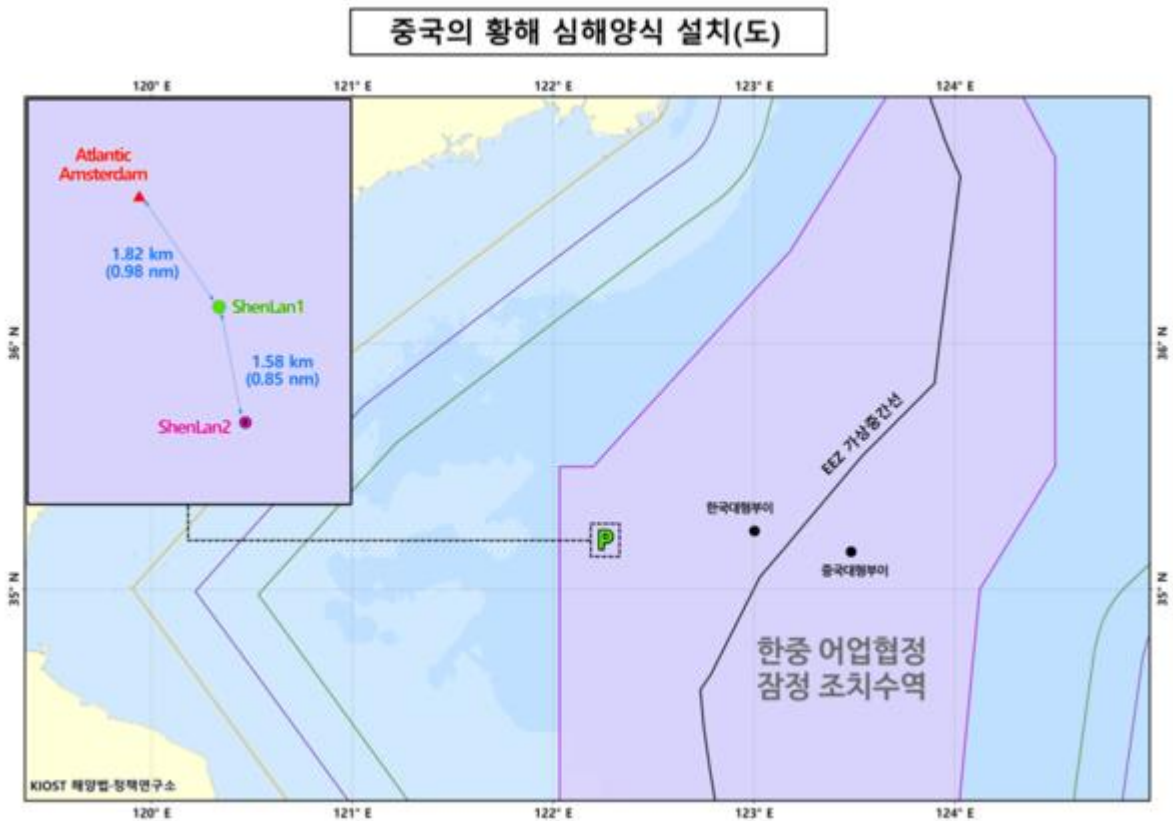 중국의 황해 심해양식 설치(도)
120° E
121° E
122° E
123° E
124° E
Atlantic
Amsterdam
1.82 km
(0.98 nm)
ShenLan1
1.58 km
(0.85 nm)
ShenLan2
36° N
36° N
EEZ 가상중간선
한국대형부이
P
중국대형부이
35° N
35° N
한중 어업협정
잠정 조치수역
KIOST 해양법·정책연구소
120° E
121° E
122° E
123° E
124° E